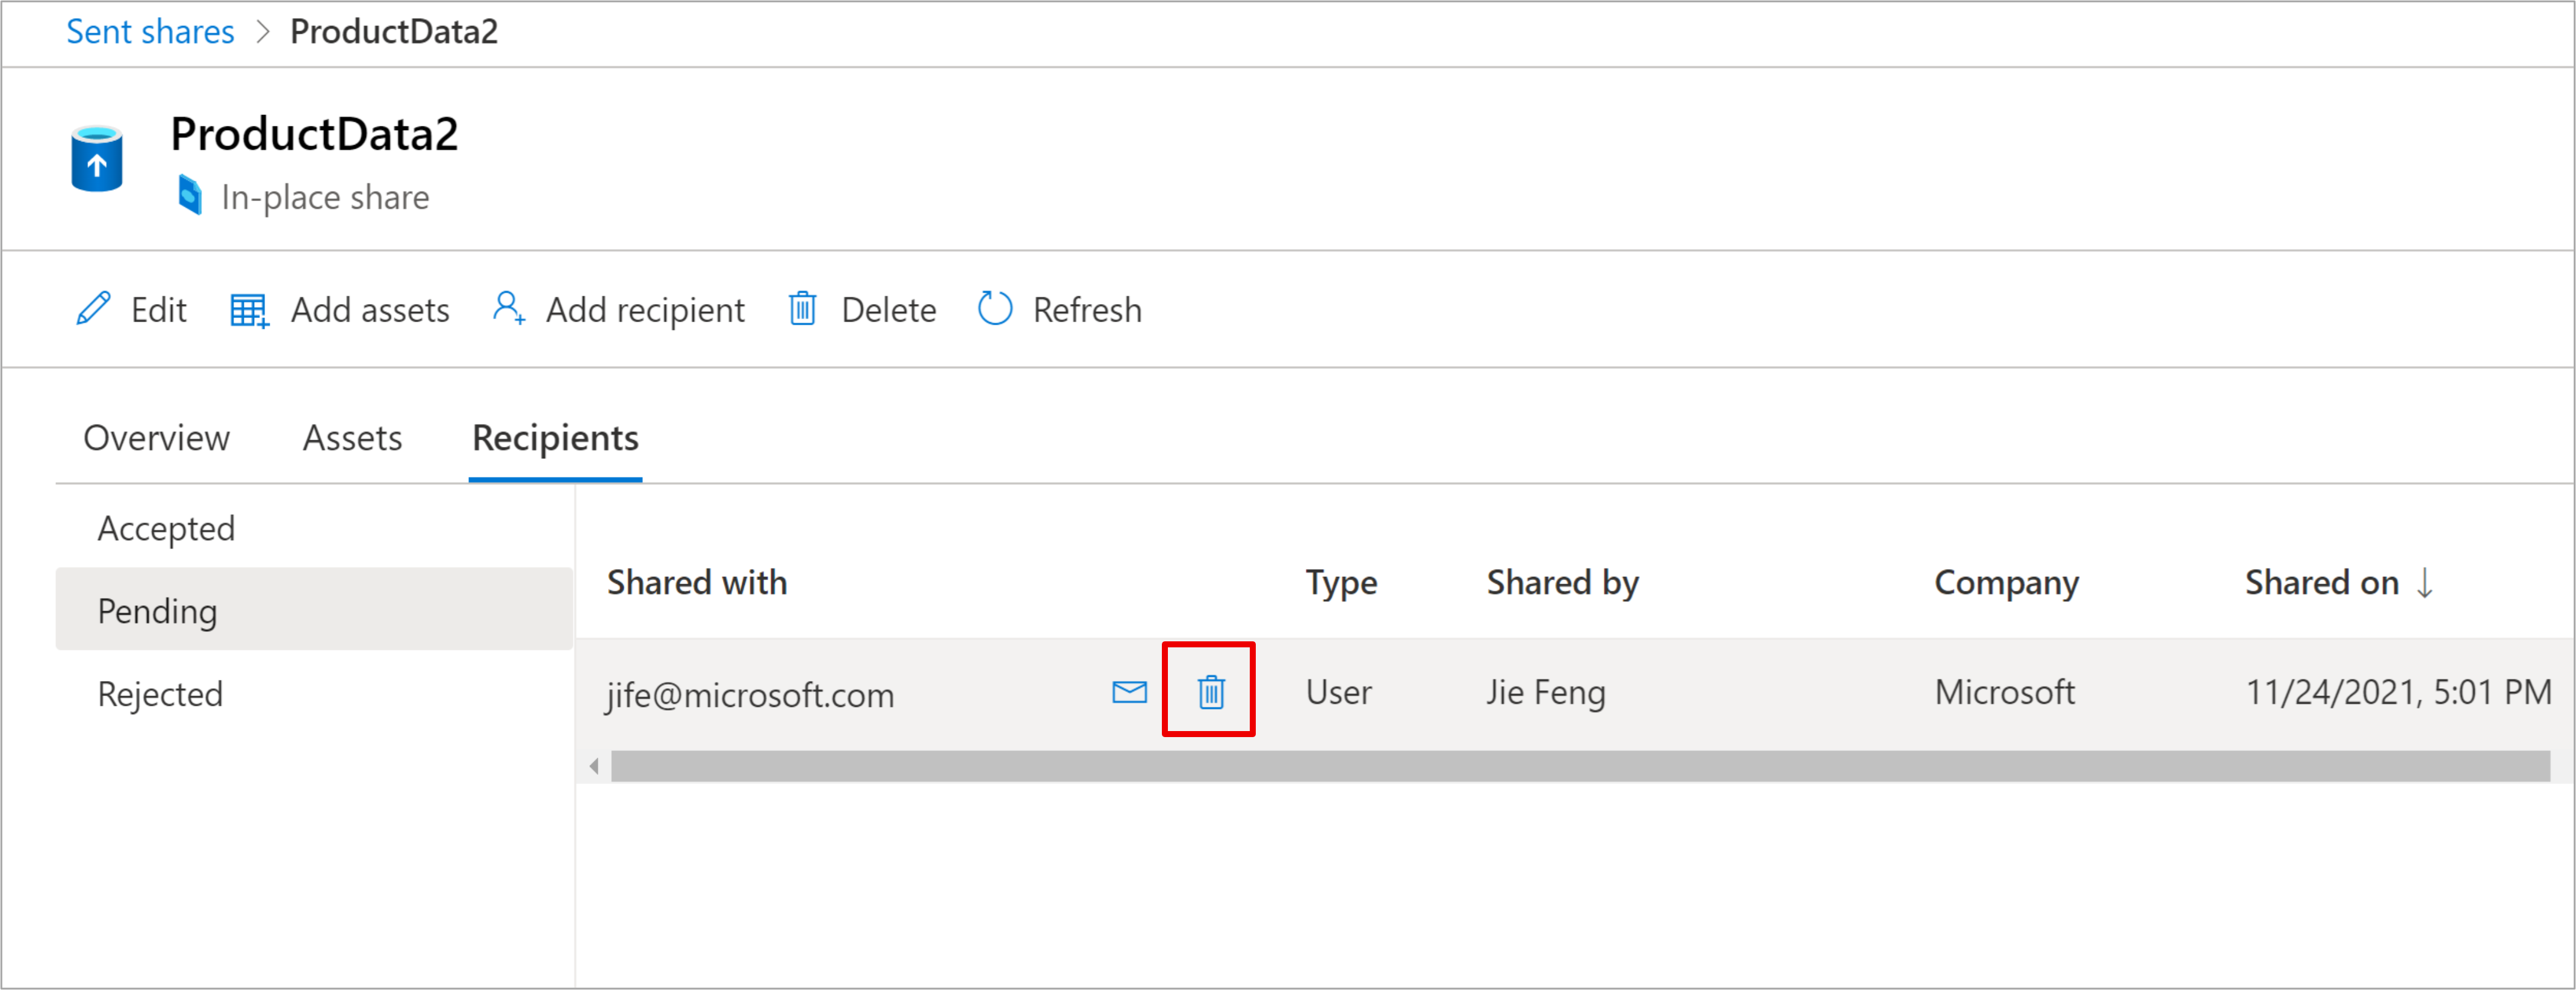 Sent shares > ProductData2
ProductData2
In-place share
Edit Add assets Add recipient Delete Refresh
Overview Assets Recipients
Accepted
Pending
Rejected
Shared with Type Shared by Company Shared on ↓
jife@microsoft.com User Jie Feng Microsoft 11/24/2021, 5:01 PM